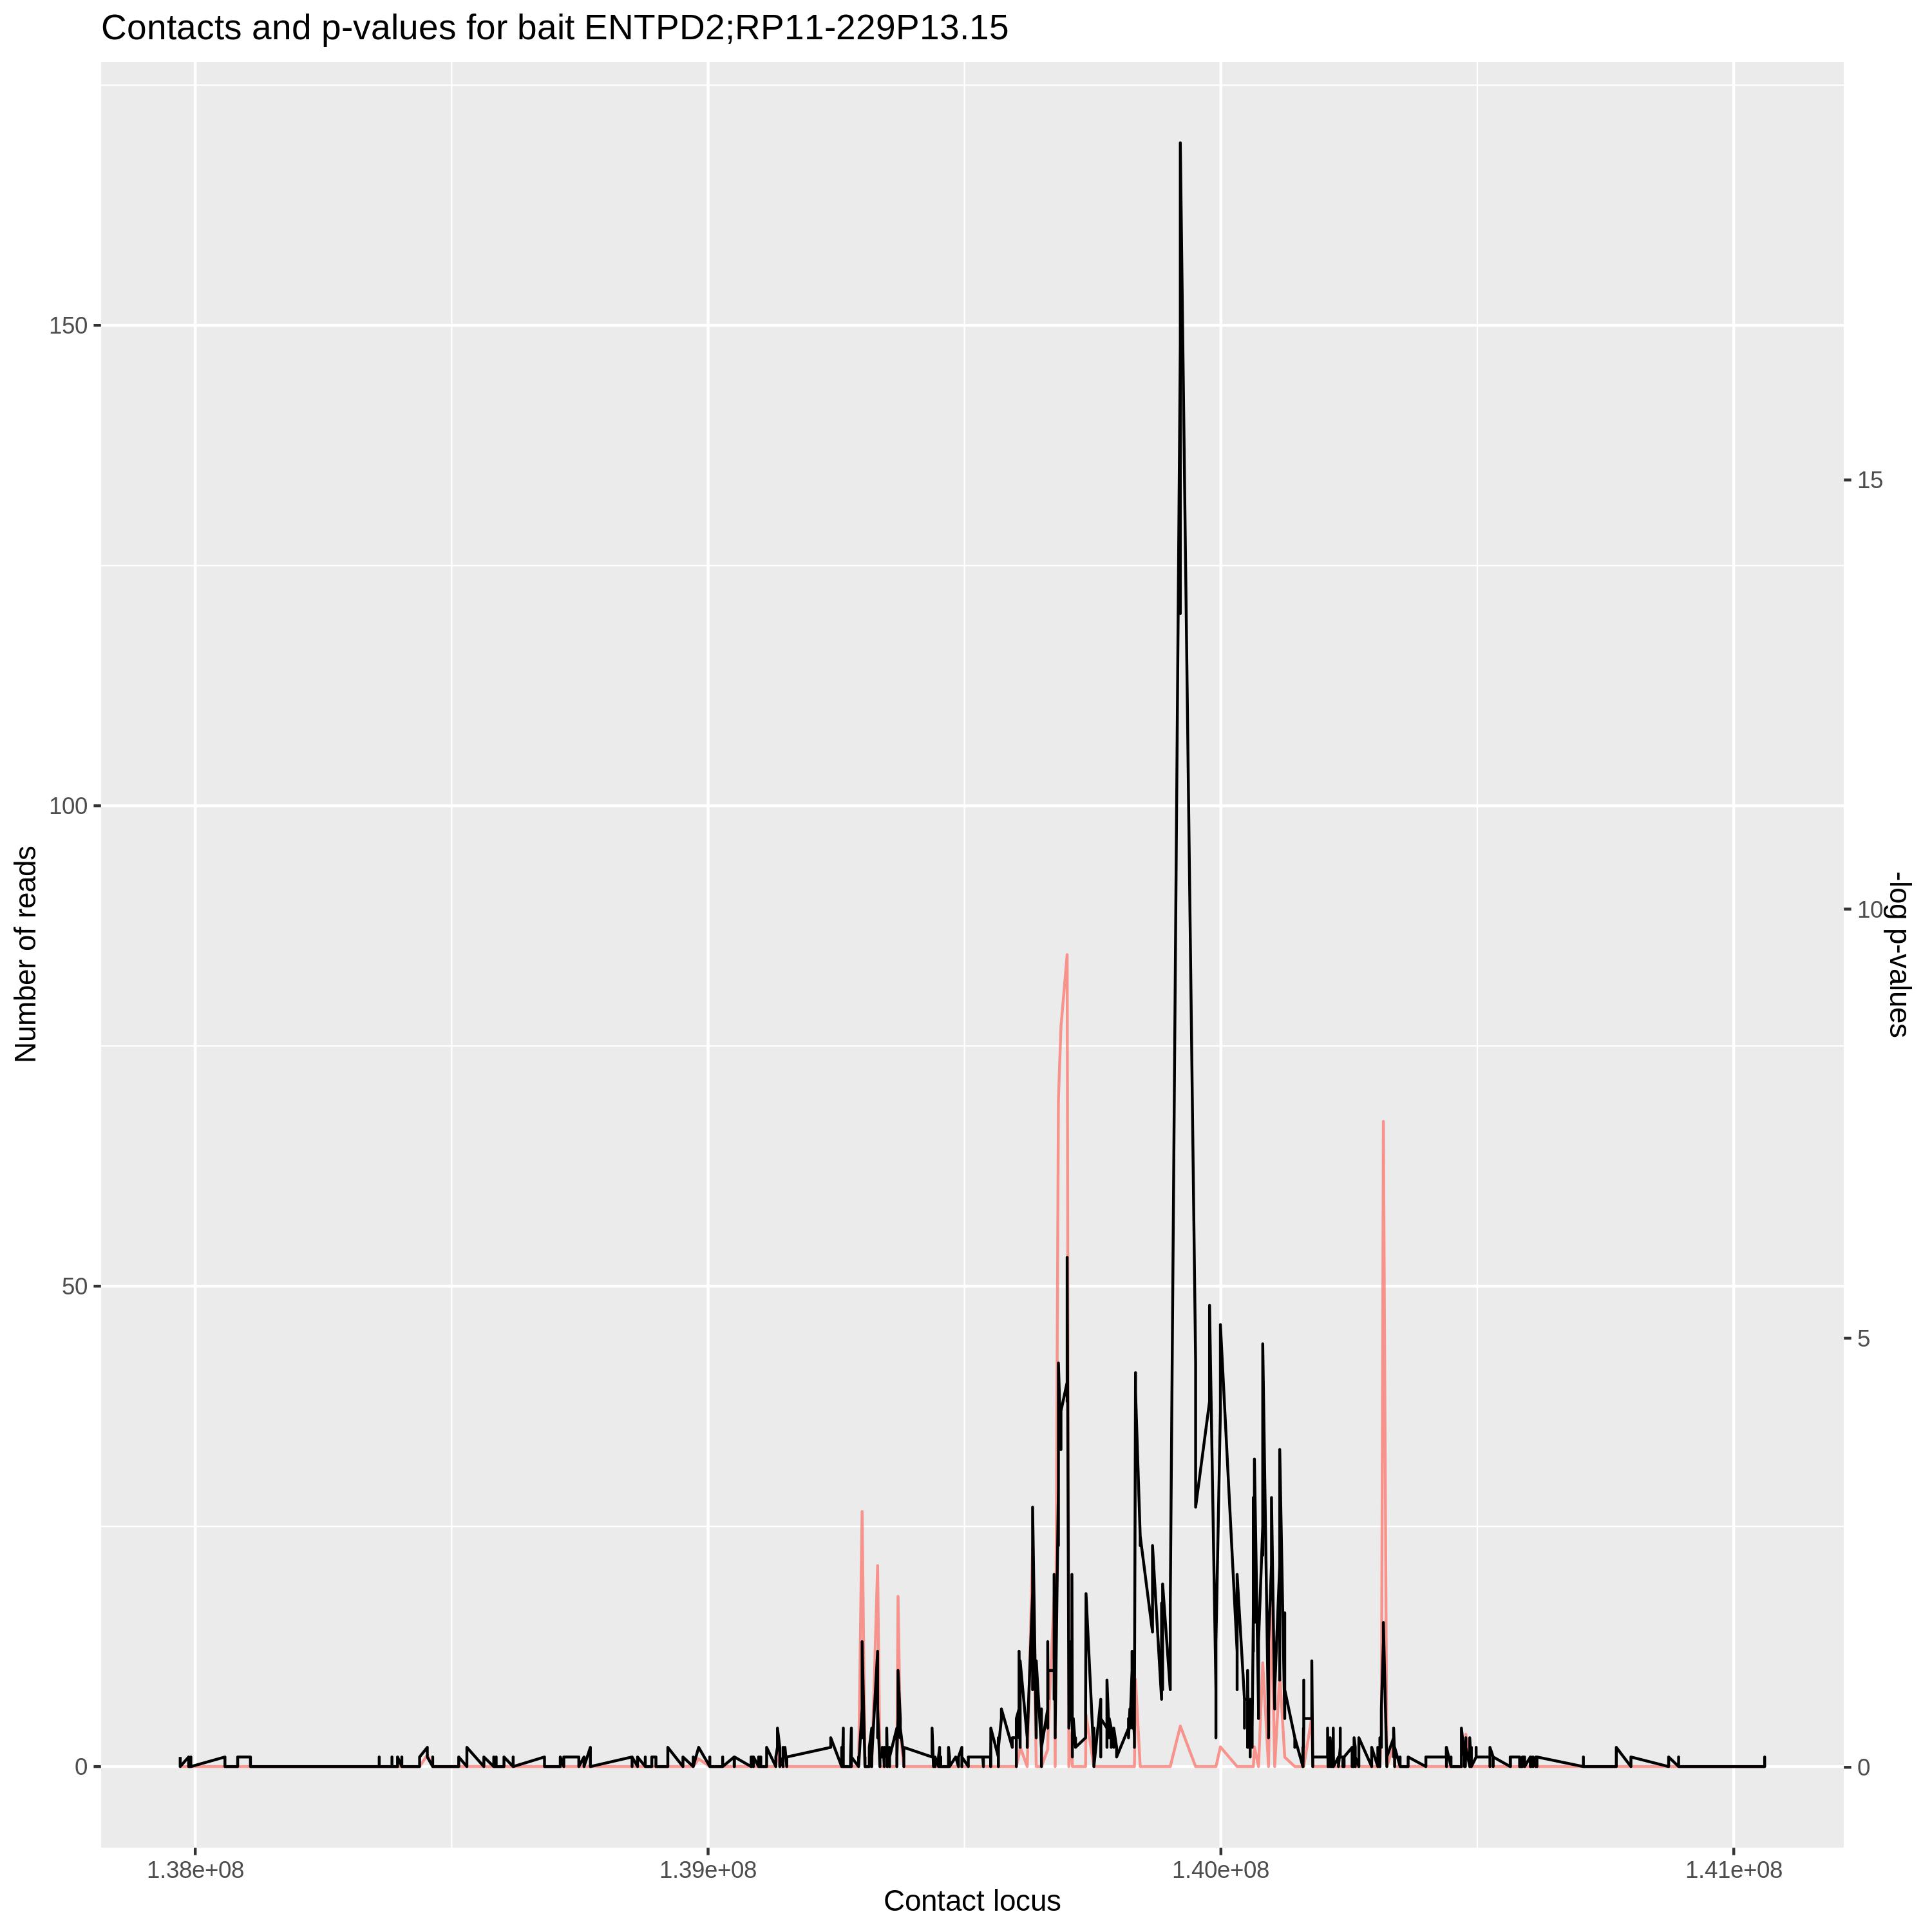 Contacts and p-values for bait ENTPD2;RP11-229P13.15
Number of reads
150
100
50
0
15
10
5
0
-log p-values
1.38e+08
1.39e+08
1.40e+08
1.41e+08
Contact locus